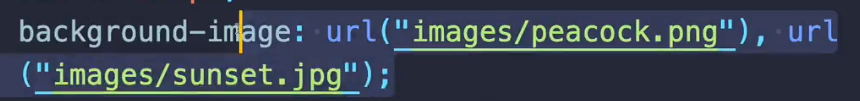 background-image: url("images/peacock.png"), url
("images/sunset.jpg");